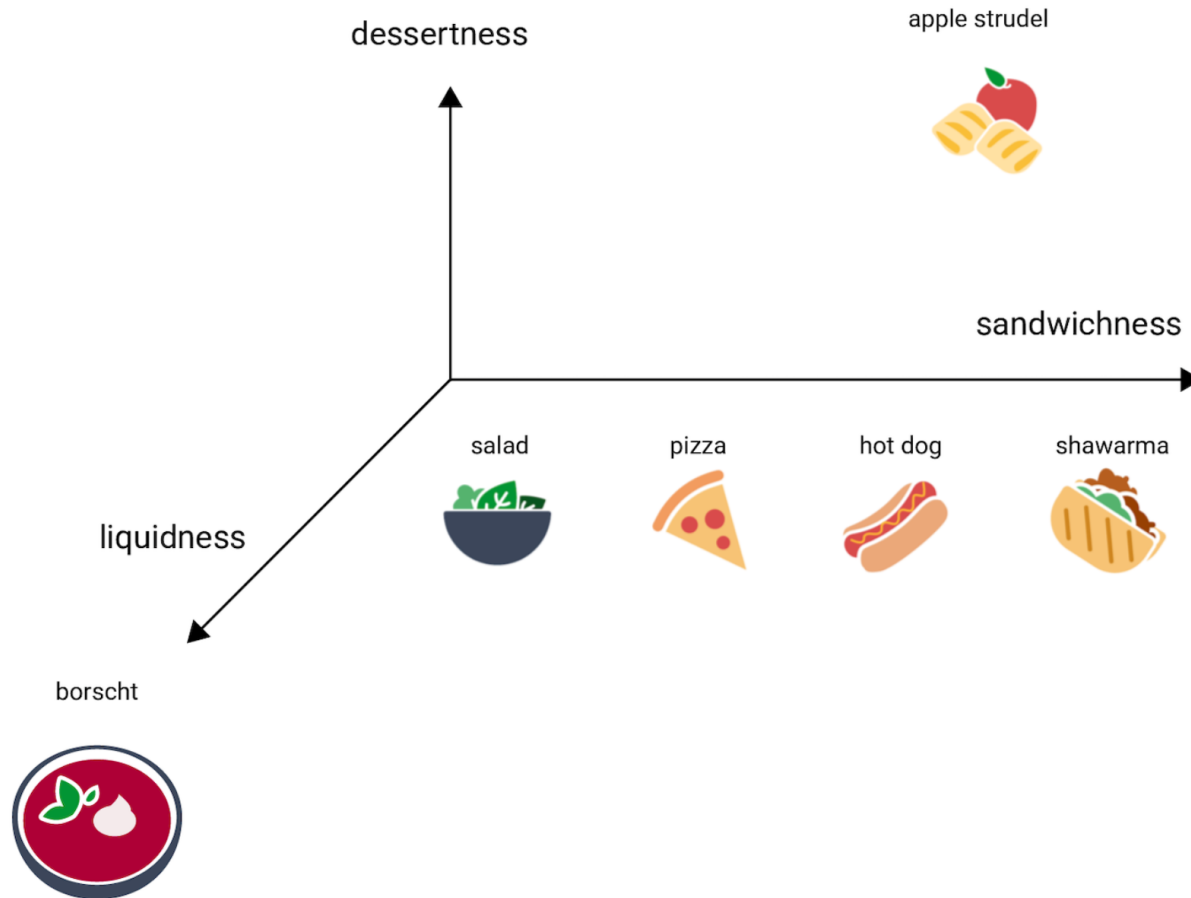 apple strudel
dessertness
sandwichness
salad
pizza
hot dog
shawarma
liquidness
borscht